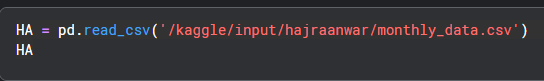 HA = pd.read_csv('/kaggle/input/hajraanwar/monthly_data.csv')
HA